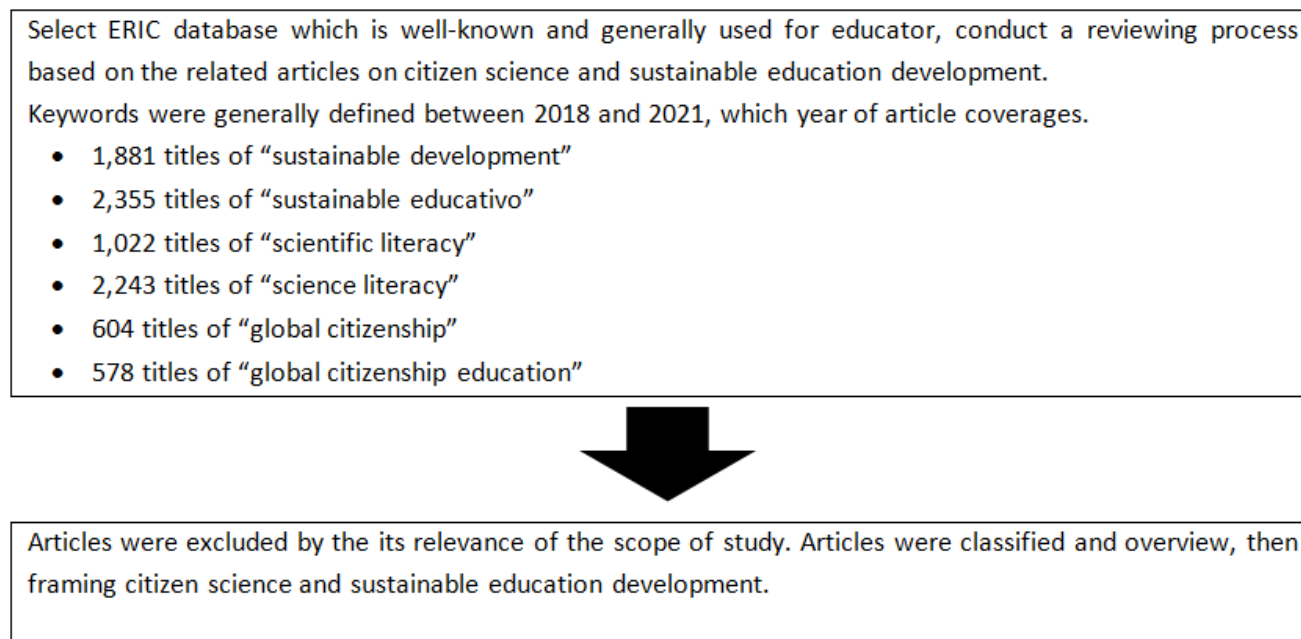 Select ERIC database which is well-known and generally used for educator, conduct a reviewing process
based on the related articles on citizen science and sustainable education development.
Keywords were generally defined between 2018 and 2021, which year of article coverages.
• 1,881 titles of “sustainable development”
• 2,355 titles of “sustainable educativo”
• 1,022 titles of “scientific literacy”
• 2,243 titles of “science literacy”
• 604 titles of “global citizenship”
• 578 titles of “global citizenship education”
Articles were excluded by the its relevance of the scope of study. Articles were classified and overview, then
framing citizen science and sustainable education development.